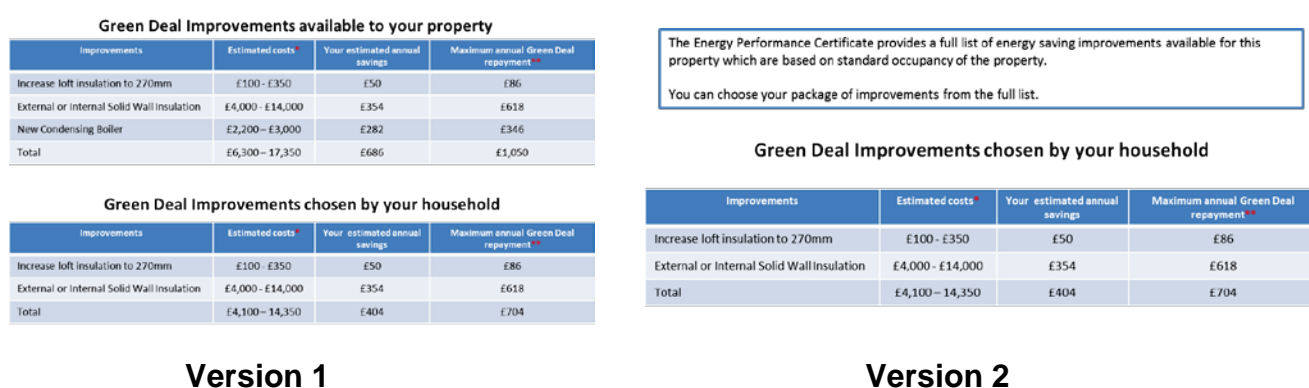 Green Deal Improvements available to your property
Improvements Estimated costs* Your estimated annual savings Maximum annual Green Deal repayment**
Increase loft insulation to 270mm £100 - £350 £50 £86
External or Internal Solid Wall Insulation £4,000 - £14,000 £354 £618
New Condensing Boiler £2,200 – £3,000 £282 £346
Total £6,300 – 17,350 £686 £1,050
Green Deal Improvements chosen by your household
Improvements Estimated costs* Your estimated annual savings Maximum annual Green Deal repayment**
Increase loft insulation to 270mm £100 - £350 £50 £86
External or Internal Solid Wall Insulation £4,000 - £14,000 £354 £618
Total £4,100 – 14,350 £404 £704
Version 1
The Energy Performance Certificate provides a full list of energy saving improvements available for this
property which are based on standard occupancy of the property.
You can choose your package of improvements from the full list.
Green Deal Improvements chosen by your household
Improvements Estimated costs* Your estimated annual savings Maximum annual Green Deal repayment**
Increase loft insulation to 270mm £100 - £350 £50 £86
External or Internal Solid Wall Insulation £4,000 - £14,000 £354 £618
Total £4,100 – 14,350 £404 £704
Version 2